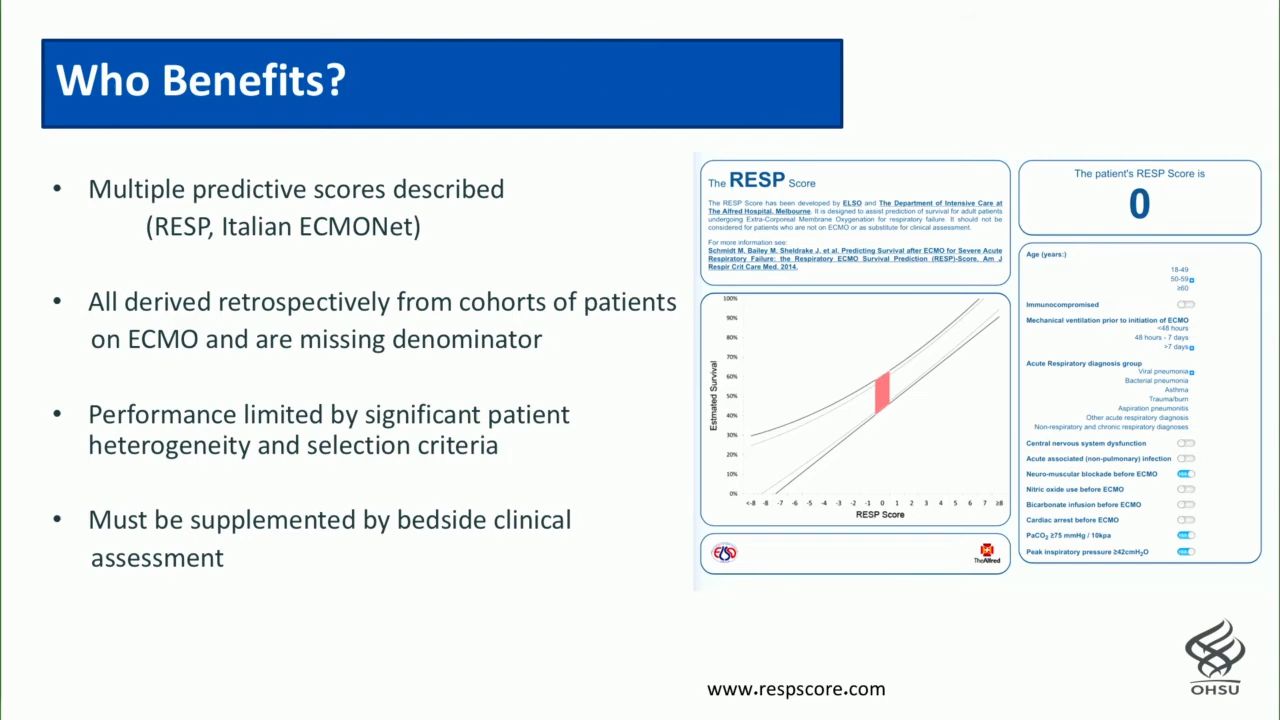 Who Benefits?
• Multiple predictive scores described
(RESP, Italian ECMONet)
• All derived retrospectively from cohorts of patients
on ECMO and are missing denominator
• Performance limited by significant patient
heterogeneity and selection criteria
• Must be supplemented by bedside clinical
assessment
The RESP Score
The RESP Score has been developed by ELSO and The Department of Intensive Care at
The Alfred Hospital, Melbourne. It is designed to assist prediction of survival for adult patients
undergoing Extra-Corporeal Membrane Oxygenation for respiratory failure. It should not be
considered for patients who are not on ECMO or as substitute for clinical assessment.
For more information see:
Schmidt M, Bailey M, Sheldrake J, et al. Predicting Survival after ECMO for Severe Acute
Respiratory Failure: the Respiratory ECMO Survival Prediction (RESP)-Score. Am J
Respir Crit Care Med. 2014.
100%
90%
80%
70%
60%
50%
40%
30%
20%
10%
0%
Estmated Survival
<-8 -8 -7 -6 -5 -4 -3 -2 -1 0 1 2 3 4 5 6 7 ≥8
RESP Score
ELSO
TheAlfred
The patient's RESP Score is
0
Age (years:)
18-49
50-59
≥60
Immunocompromised
Mechanical ventilation prior to initiation of ECMO
<48 hours
48 hours - 7 days
>7 days
Acute Respiratory diagnosis group
Viral pneumonia
Bacterial pneumonia
Asthma
Trauma/burn
Aspiration pneumonitis
Other acute respiratory diagnosis
Non-respiratory and chronic respiratory diagnoses
Central nervous system dysfunction
Acute associated (non-pulmonary) infection
Neuro-muscular blockade before ECMO
Nitric oxide use before ECMO
Bicarbonate infusion before ECMO
Cardiac arrest before ECMO
PaCO2 ≥75 mmHg / 10kpa
Peak inspiratory pressure ≥42cmH2O
www.respscore.com
OHSU